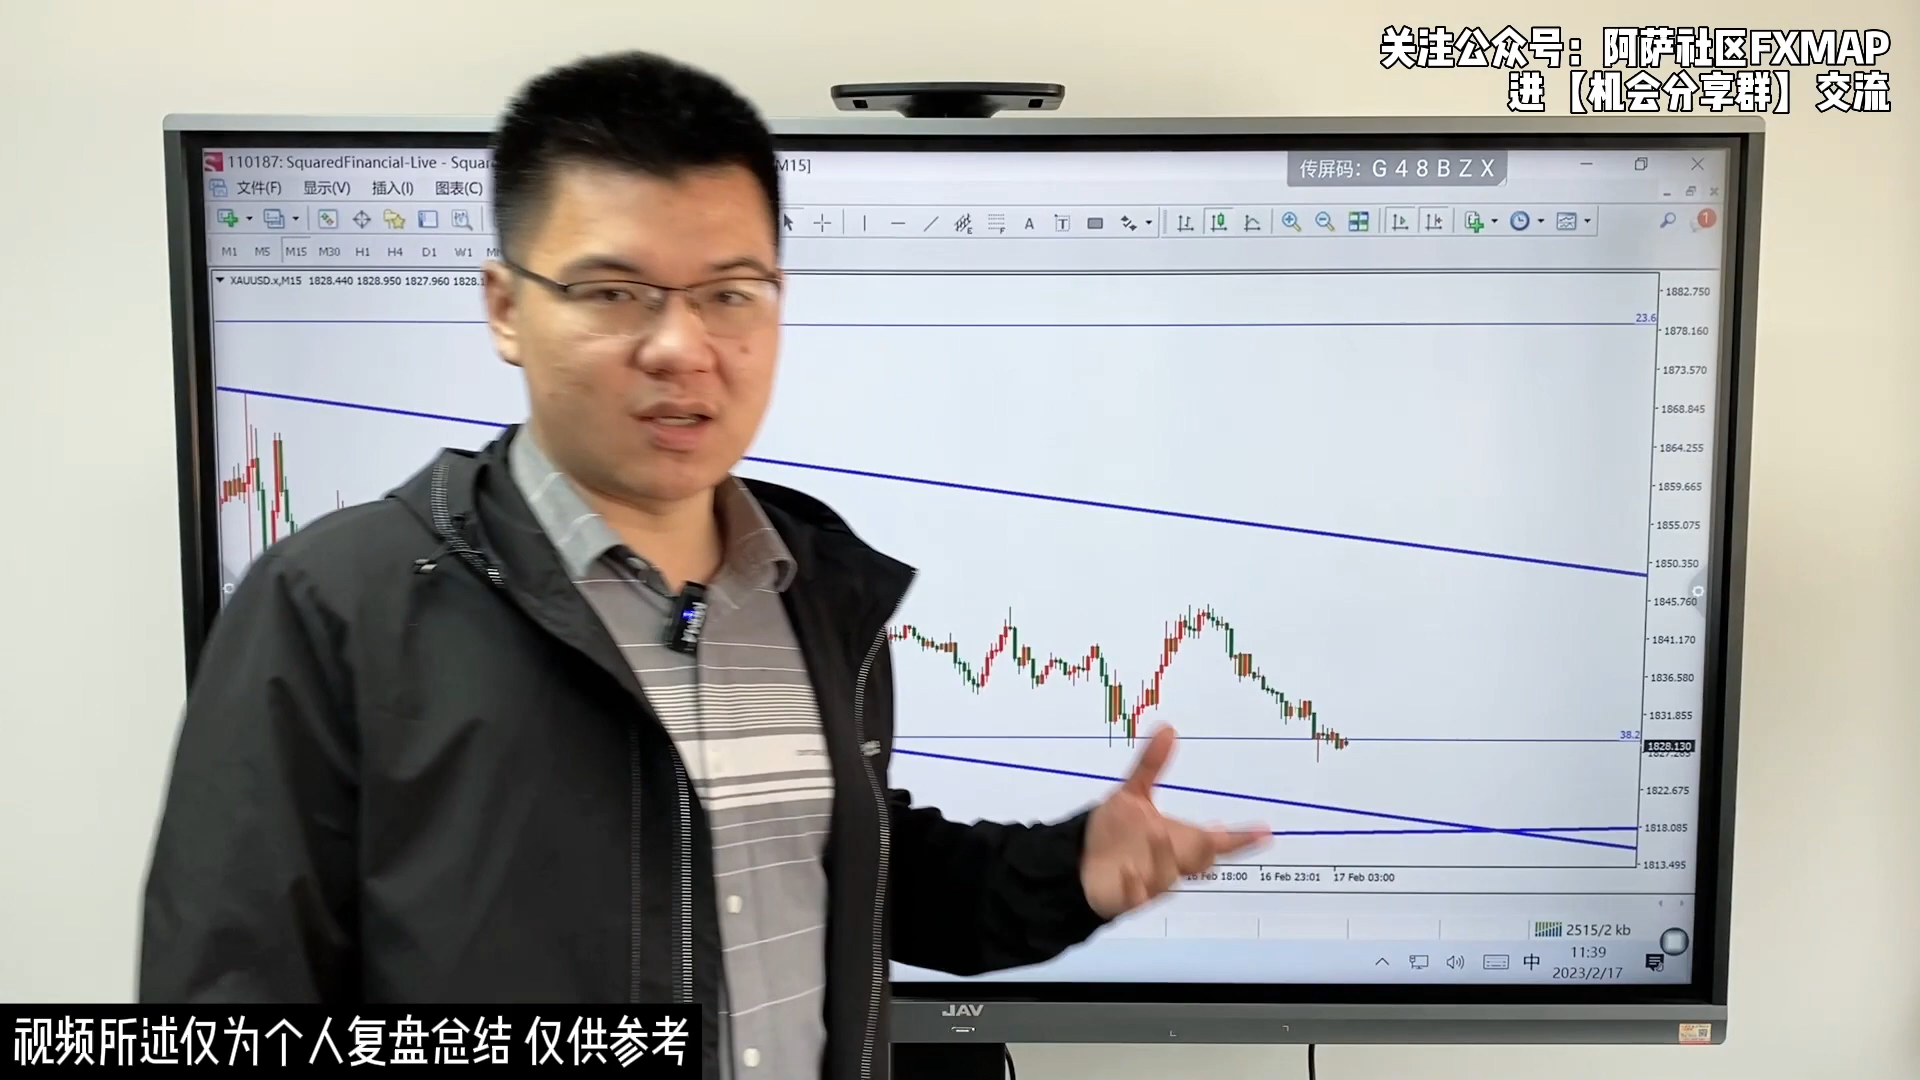 关注公众号：阿萨社区FXMAP
进【机会分享群】交流
110187: SquaredFinancial-Live - Squar
M15]
传屏码：G48BZX
文件(F) 显示(V) 插入(I) 图表(C)
M1 M5 M15 M30 H1 H4 D1 W1
XAUUSD.x,M15 1828.440 1828.950 1827.960 1828.1
1882.750
23.6
1878.160
1873.570
1868.845
1864.255
1859.665
1855.075
1850.350
1845.760
1841.170
1836.580
1831.855
38.2
1828.130
1822.675
1818.085
1813.495
16 Feb 18:00 16 Feb 23:01 17 Feb 03:00
2515/2 kb
中
11:39
2023/2/17
JAV
视频所述仅为个人复盘总结 仅供参考